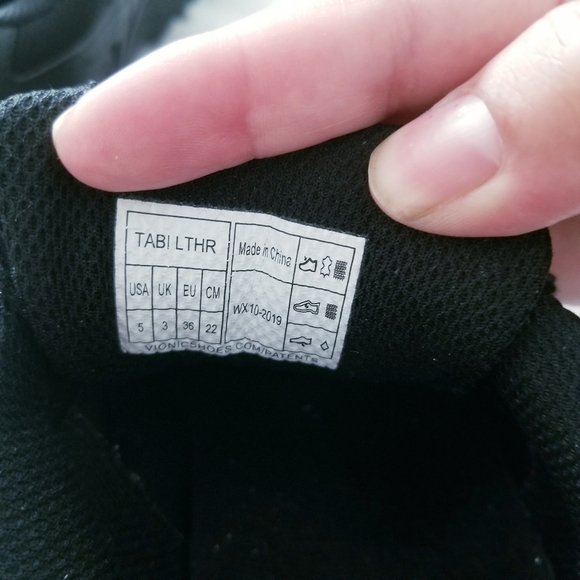 TABI LTHR
USA UK EU CM
5 3 36 22
Made in China
WX10-2019
VIONICSHOES.COM/PATENTS